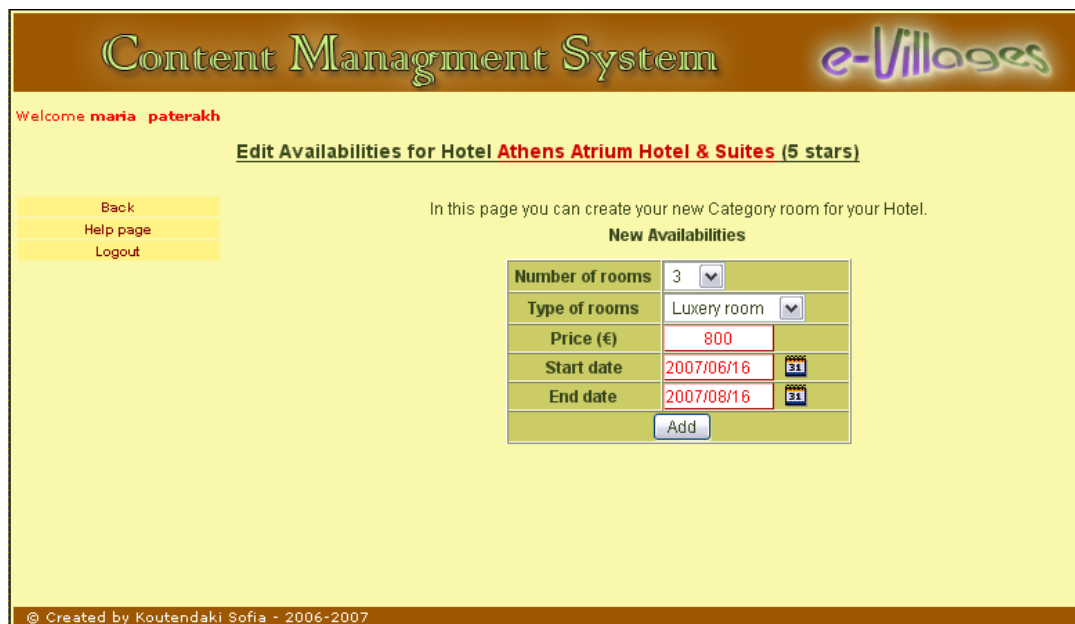 Content Managment System
e-Villages
Welcome maria paterakh
Edit Availabilities for Hotel Athens Atrium Hotel & Suites (5 stars)
Back
Help page
Logout
In this page you can create your new Category room for your Hotel.
New Availabilities
Number of rooms 3
Type of rooms Luxery room
Price (€) 800
Start date 2007/06/16 31
End date 2007/08/16 31
Add
© Created by Koutendaki Sofia - 2006-2007